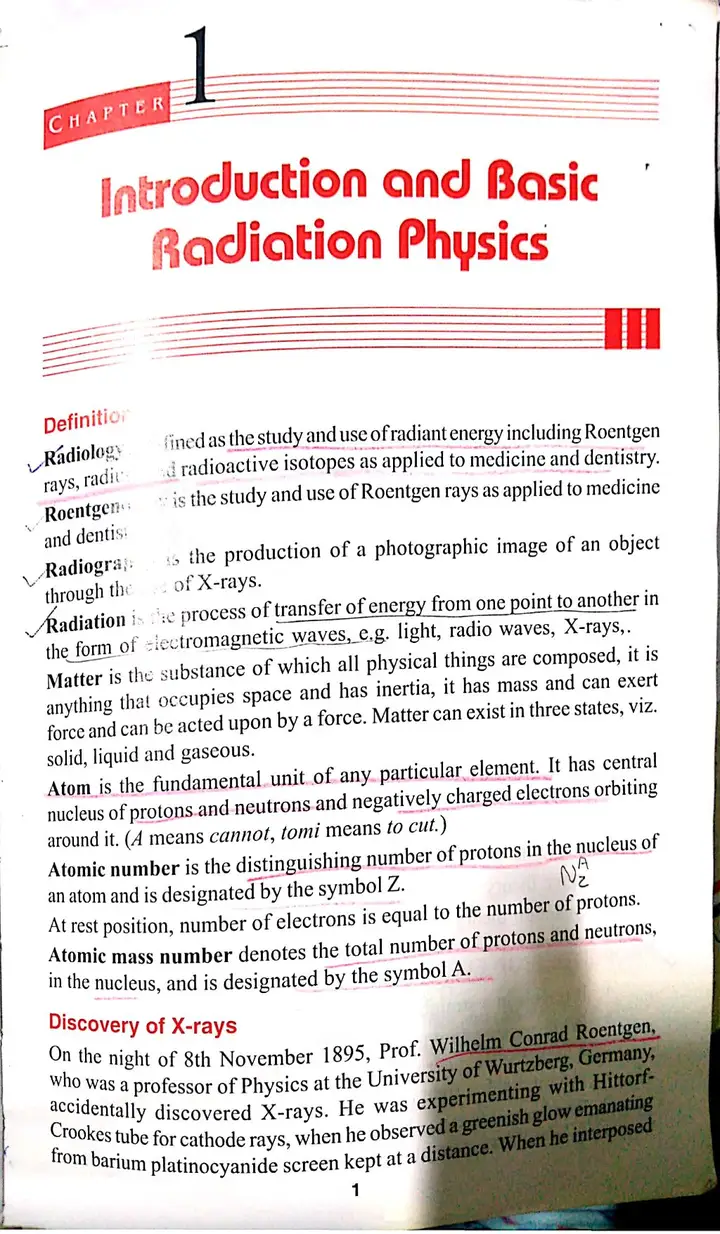 CHAPTER 1
Introduction and Basic
Radiation Physics
Definition
Radiology fined as the study and use of radiant energy including Roentgen
rays, radi d radioactive isotopes as applied to medicine and dentistry.
Roentgen is the study and use of Roentgen rays as applied to medicine
and dentis
Radiograp is the production of a photographic image of an object
through the of X-rays.
Radiation is the process of transfer of energy from one point to another in
the form of electromagnetic waves, e.g. light, radio waves, X-rays,.
Matter is the substance of which all physical things are composed, it is
anything that occupies space and has inertia, it has mass and can exert
force and can be acted upon by a force. Matter can exist in three states, viz.
solid, liquid and gaseous.
Atom is the fundamental unit of any particular element. It has central
nucleus of protons and neutrons and negatively charged electrons orbiting
around it. (A means cannot, tomi means to cut.)
Atomic number is the distinguishing number of protons in the nucleus of
an atom and is designated by the symbol Z.
N A Z
At rest position, number of electrons is equal to the number of protons.
Atomic mass number denotes the total number of protons and neutrons,
in the nucleus, and is designated by the symbol A.
Discovery of X-rays
On the night of 8th November 1895, Prof. Wilhelm Conrad Roentgen,
who was a professor of Physics at the University of Wurtzberg, Germany,
accidentally discovered X-rays. He was experimenting with Hittorf-
Crookes tube for cathode rays, when he observed a greenish glow emanating
from barium platinocyanide screen kept at a distance. When he interposed
1